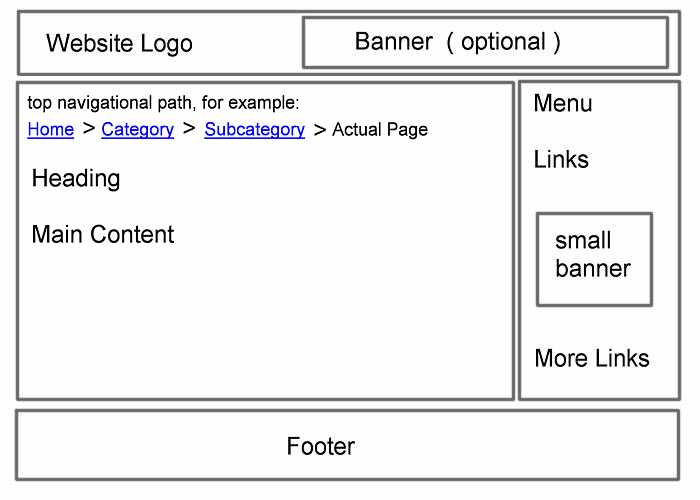 Website Logo
Banner ( optional )
top navigational path, for example:
Home > Category > Subcategory > Actual Page
Heading
Main Content
Menu
Links
small
banner
More Links
Footer